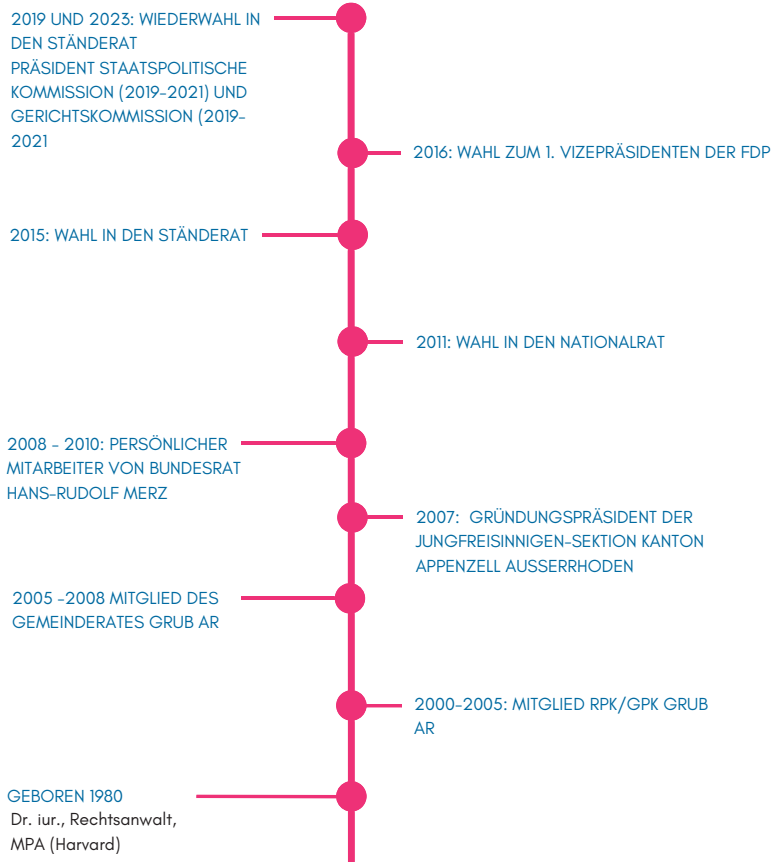 2019 UND 2023: WIEDERWAHL IN
DEN STÄNDERAT
PRÄSIDENT STAATSPOLITISCHE
KOMMISSION (2019-2021) UND
GERICHTSKOMMISSION (2019-
2021
2016: WAHL ZUM 1. VIZEPRÄSIDENTEN DER FDP
2015: WAHL IN DEN STÄNDERAT
2011: WAHL IN DEN NATIONALRAT
2008 - 2010: PERSÖNLICHER
MITARBEITER VON BUNDESRAT
HANS-RUDOLF MERZ
2007:  GRÜNDUNGSPRÄSIDENT DER
JUNGFREISINNIGEN-SEKTION KANTON
APPENZELL AUSSERRHODEN
2005 -2008 MITGLIED DES
GEMEINDERATES GRUB AR
2000-2005: MITGLIED RPK/GPK GRUB
AR
GEBOREN 1980
Dr. iur., Rechtsanwalt,
MPA (Harvard)